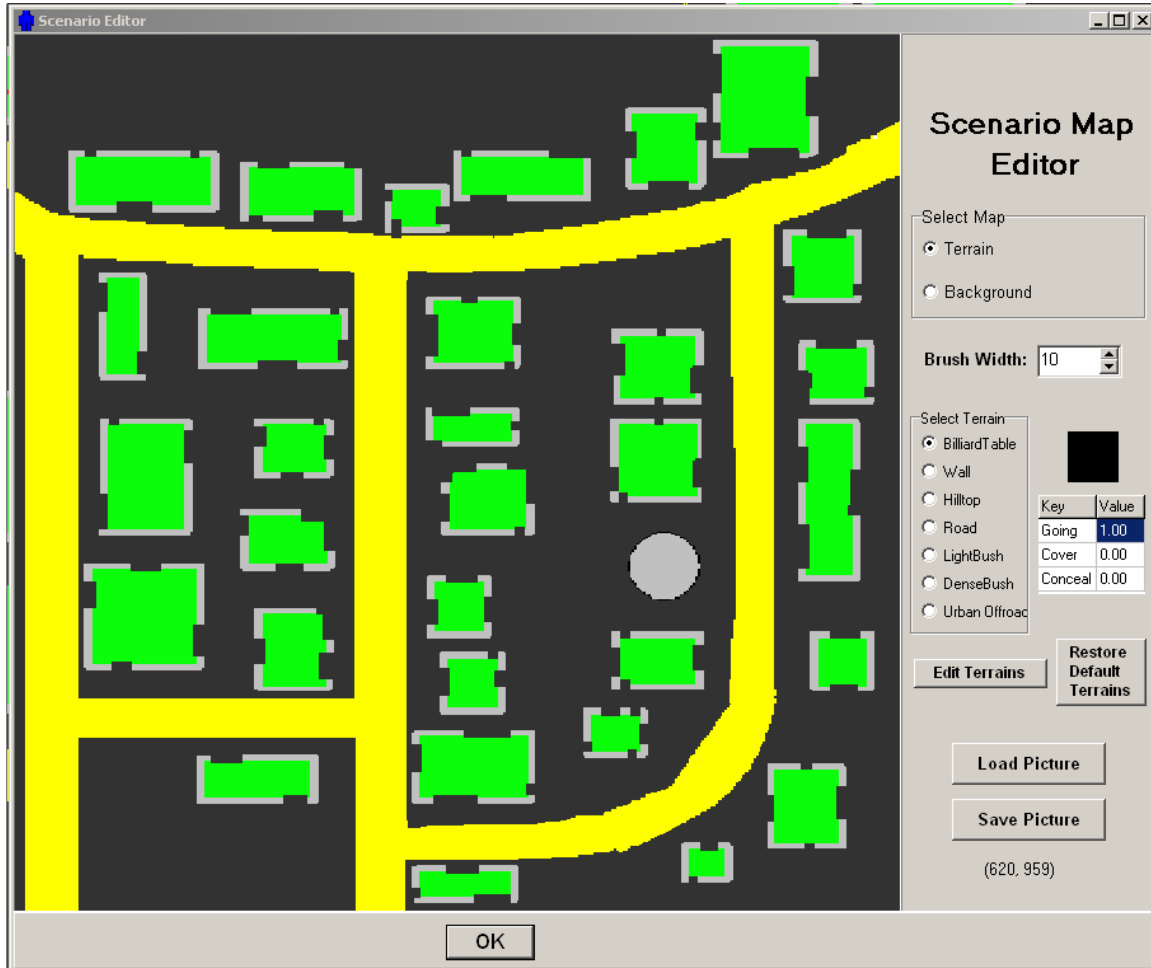 Scenario Editor
Scenario Map
Editor
Select Map
Terrain
Background
Brush Width: 10
Select Terrain
BilliardTable
Wall
Hilltop
Road
LightBush
DenseBush
Urban Offroad
Key Value
Going 1.00
Cover 0.00
Conceal 0.00
Edit Terrains
Restore
Default
Terrains
Load Picture
Save Picture
(620, 959)
OK